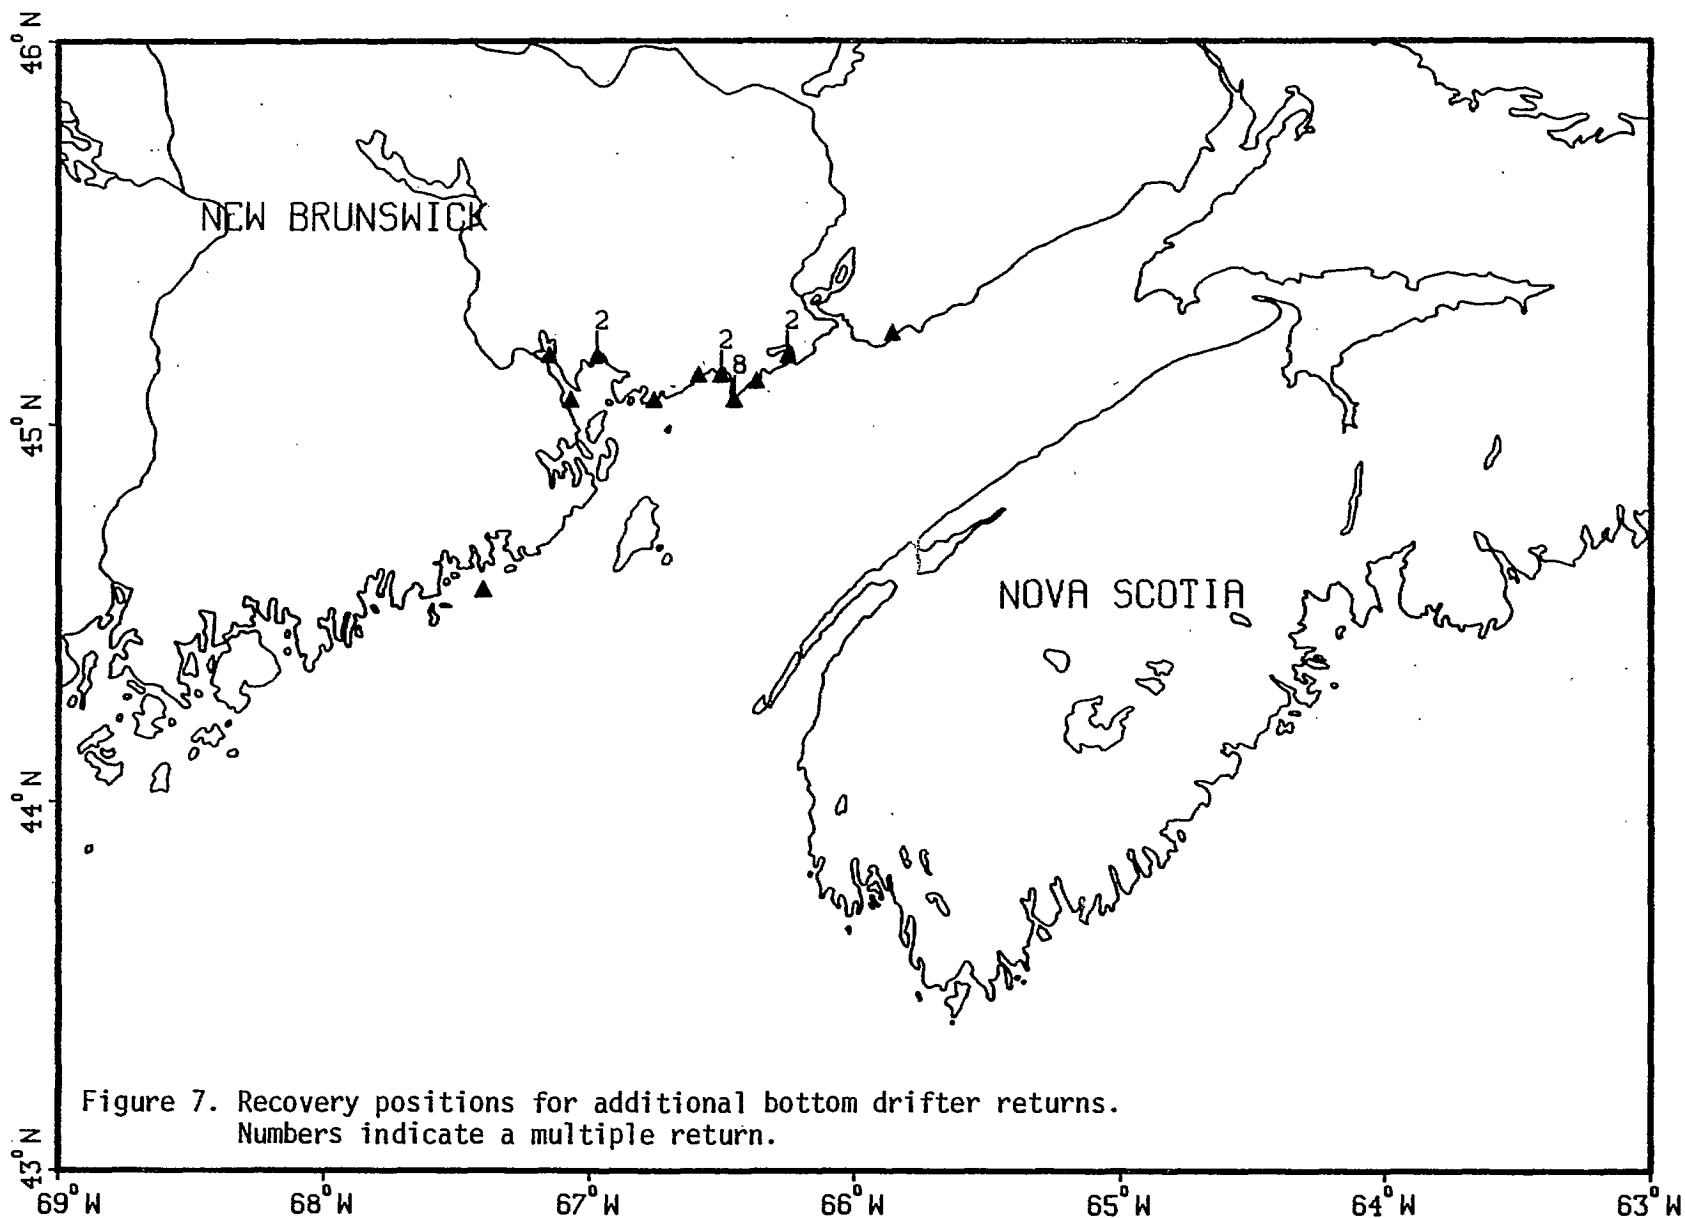 46°N
NEW BRUNSWICK
2
2
2
8
45°N
NOVA SCOTIA
44°N
Figure 7. Recovery positions for additional bottom drifter returns.
Numbers indicate a multiple return.
43°N
69°W 68°W 67°W 66°W 65°W 64°W 63°W